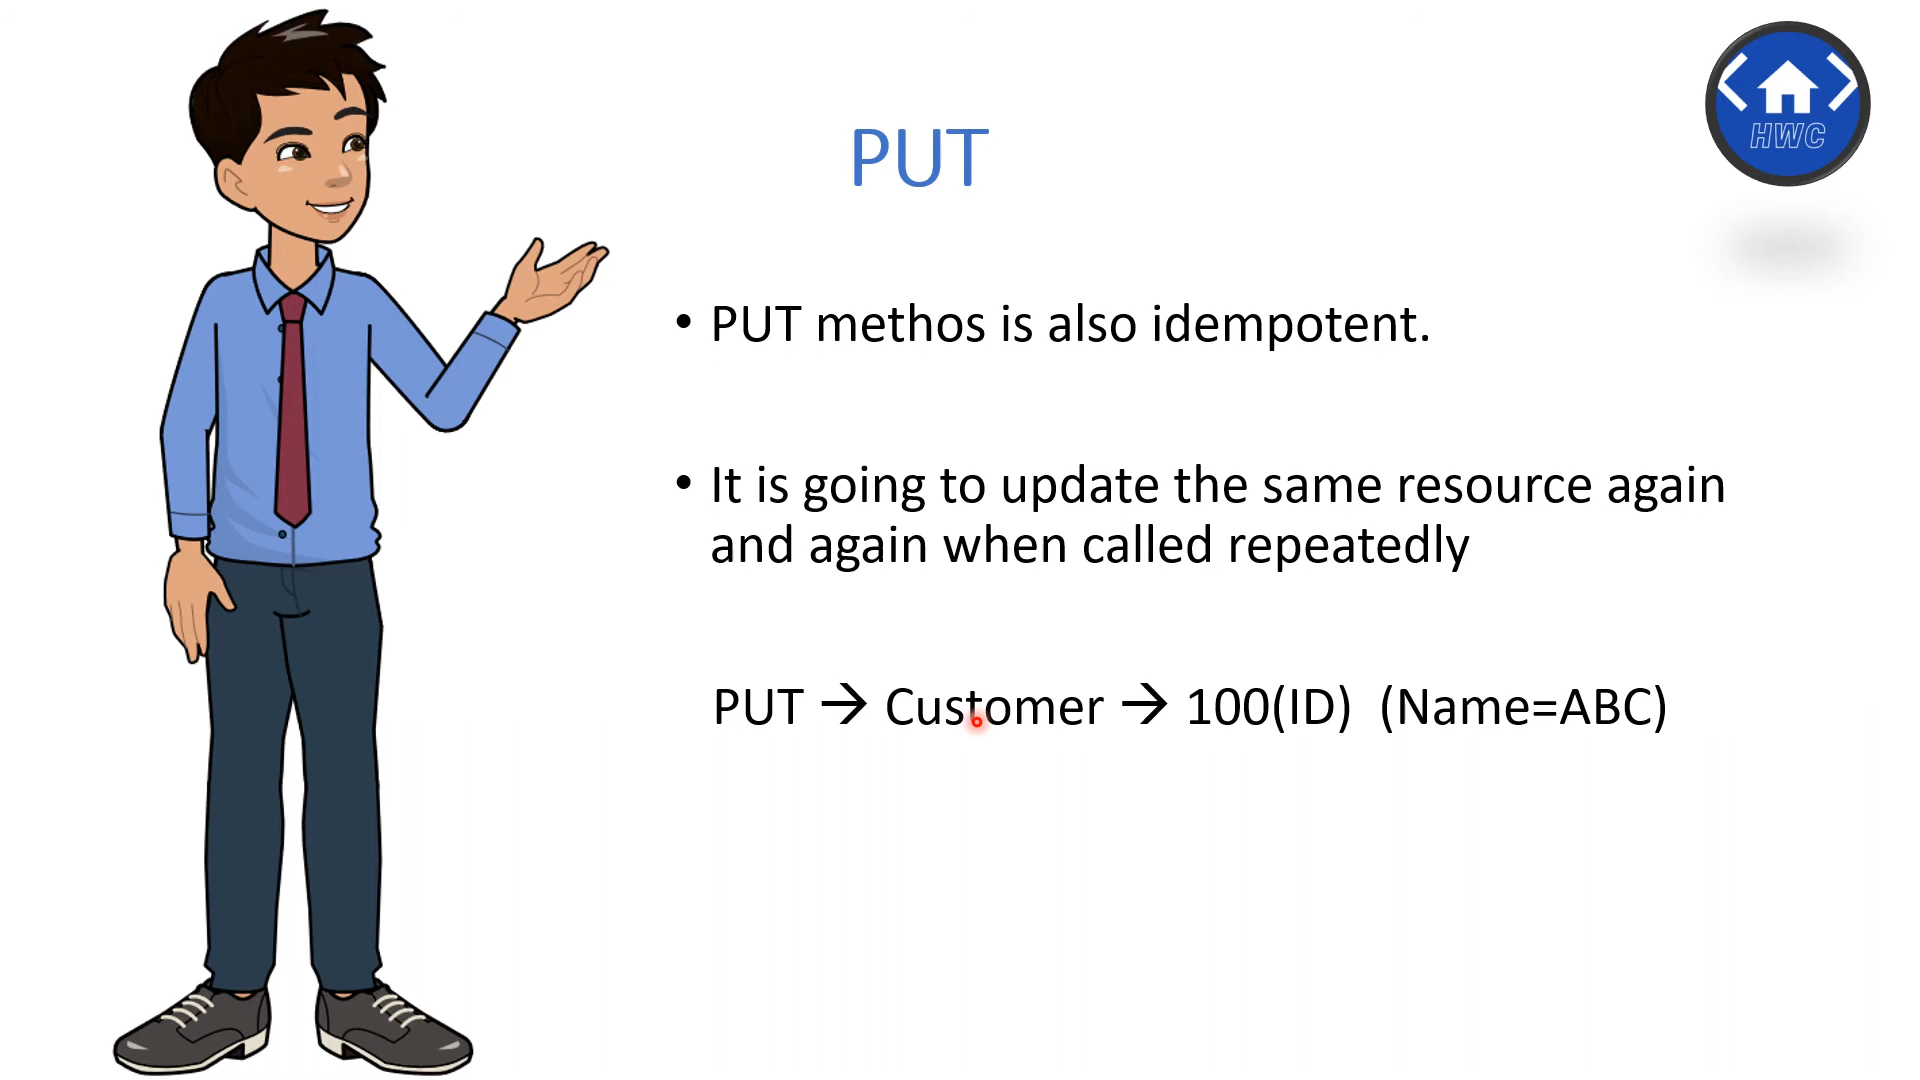 HWC
PUT
• PUT methos is also idempotent.
• It is going to update the same resource again
and again when called repeatedly
PUT → Customer → 100(ID) (Name=ABC)